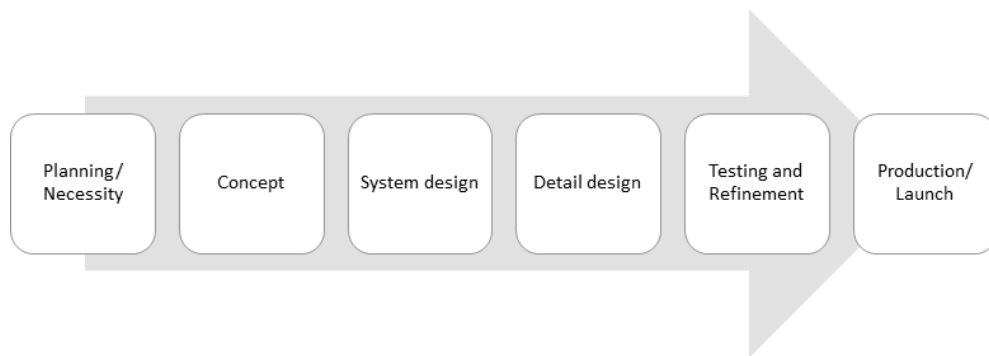 Planning/
Necessity
Concept
System design
Detail design
Testing and
Refinement
Production/
Launch